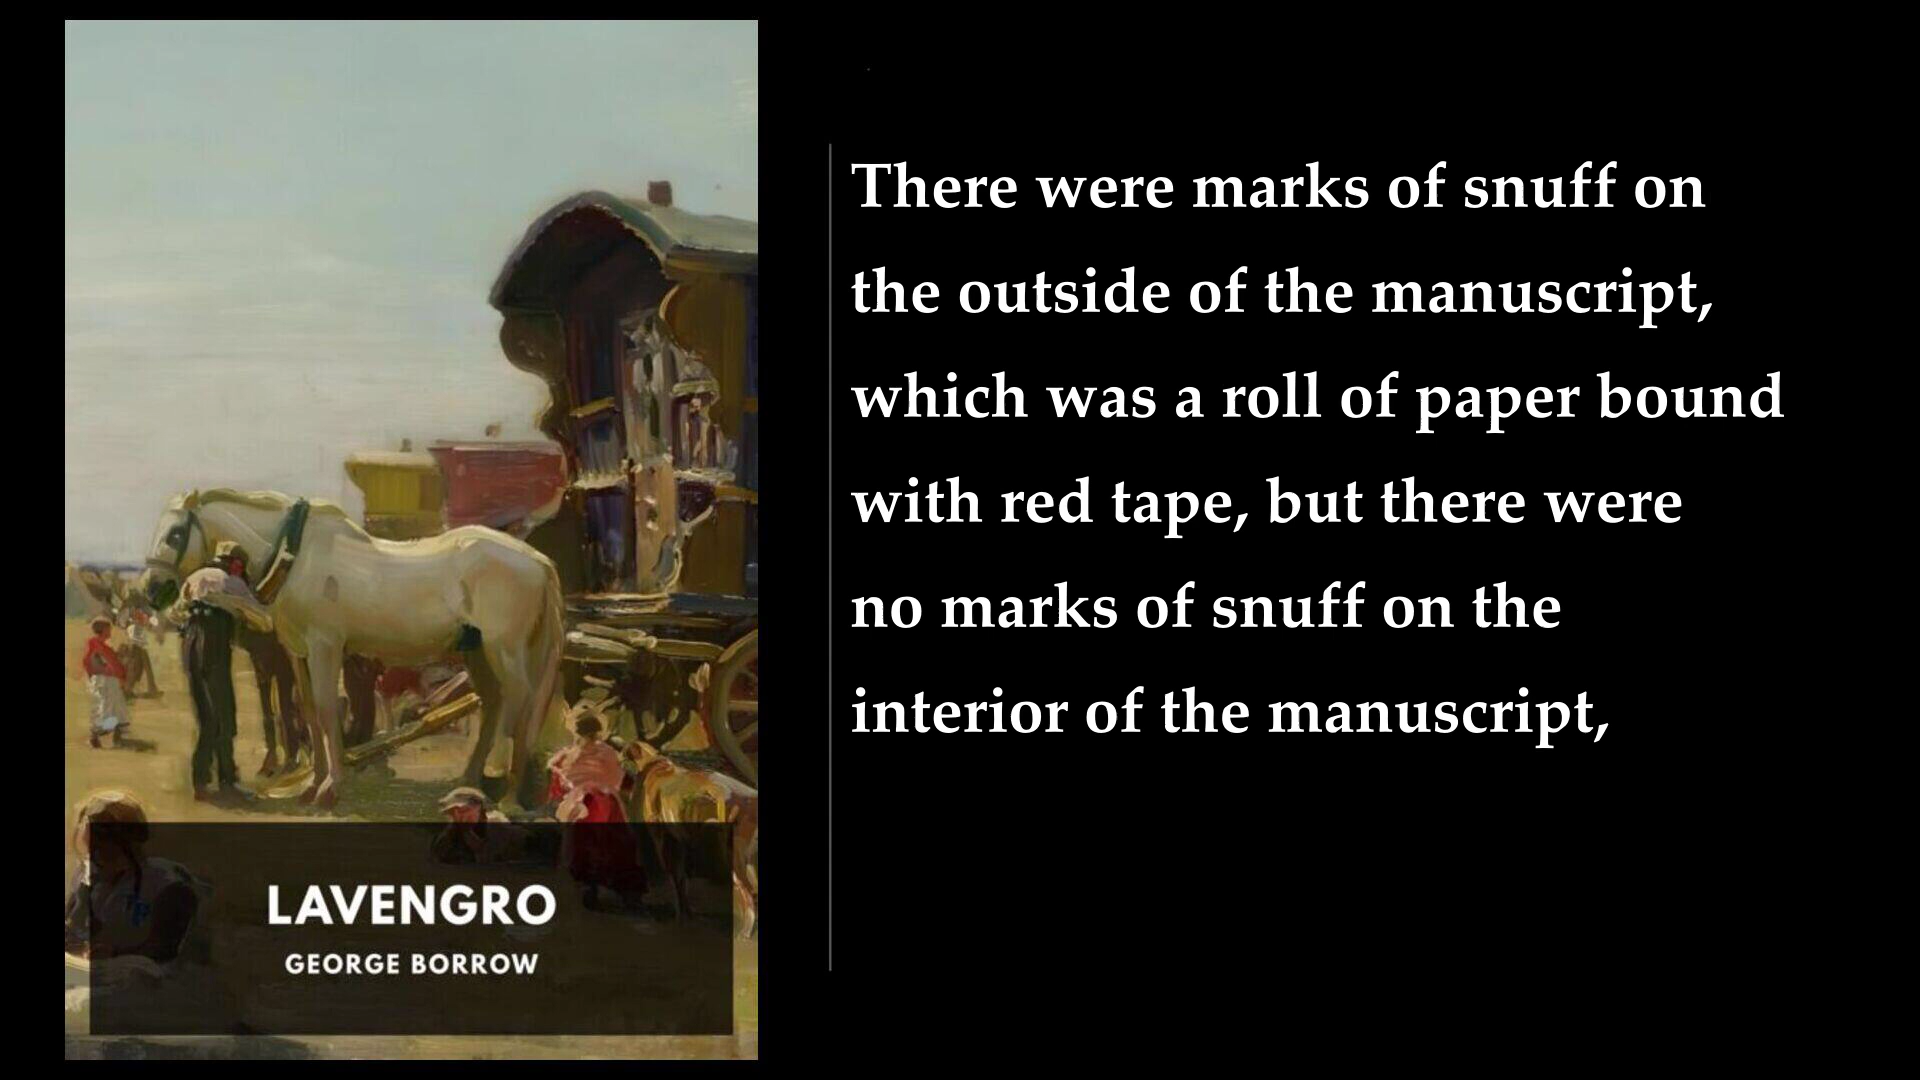 LAVENGRO
GEORGE BORROW
There were marks of snuff on
the outside of the manuscript,
which was a roll of paper bound
with red tape, but there were
no marks of snuff on the
interior of the manuscript,